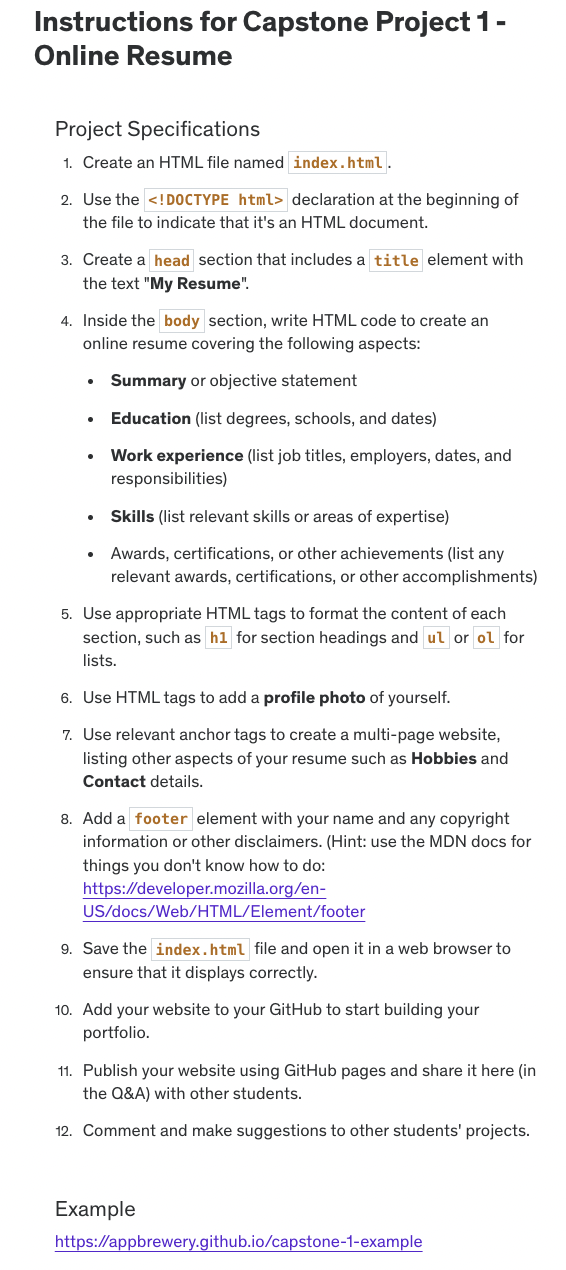 Instructions for Capstone Project 1 -
Online Resume
Project Specifications
1. Create an HTML file named index.html.
2. Use the <!DOCTYPE html> declaration at the beginning of
the file to indicate that it's an HTML document.
3. Create a head section that includes a title element with
the text "My Resume".
4. Inside the body section, write HTML code to create an
online resume covering the following aspects:
• Summary or objective statement
• Education (list degrees, schools, and dates)
• Work experience (list job titles, employers, dates, and
responsibilities)
• Skills (list relevant skills or areas of expertise)
• Awards, certifications, or other achievements (list any
relevant awards, certifications, or other accomplishments)
5. Use appropriate HTML tags to format the content of each
section, such as h1 for section headings and ul or ol for
lists.
6. Use HTML tags to add a profile photo of yourself.
7. Use relevant anchor tags to create a multi-page website,
listing other aspects of your resume such as Hobbies and
Contact details.
8. Add a footer element with your name and any copyright
information or other disclaimers. (Hint: use the MDN docs for
things you don't know how to do:
https://developer.mozilla.org/en-
US/docs/Web/HTML/Element/footer
9. Save the index.html file and open it in a web browser to
ensure that it displays correctly.
10. Add your website to your GitHub to start building your
portfolio.
11. Publish your website using GitHub pages and share it here (in
the Q&A) with other students.
12. Comment and make suggestions to other students' projects.
Example
https://appbrewery.github.io/capstone-1-example